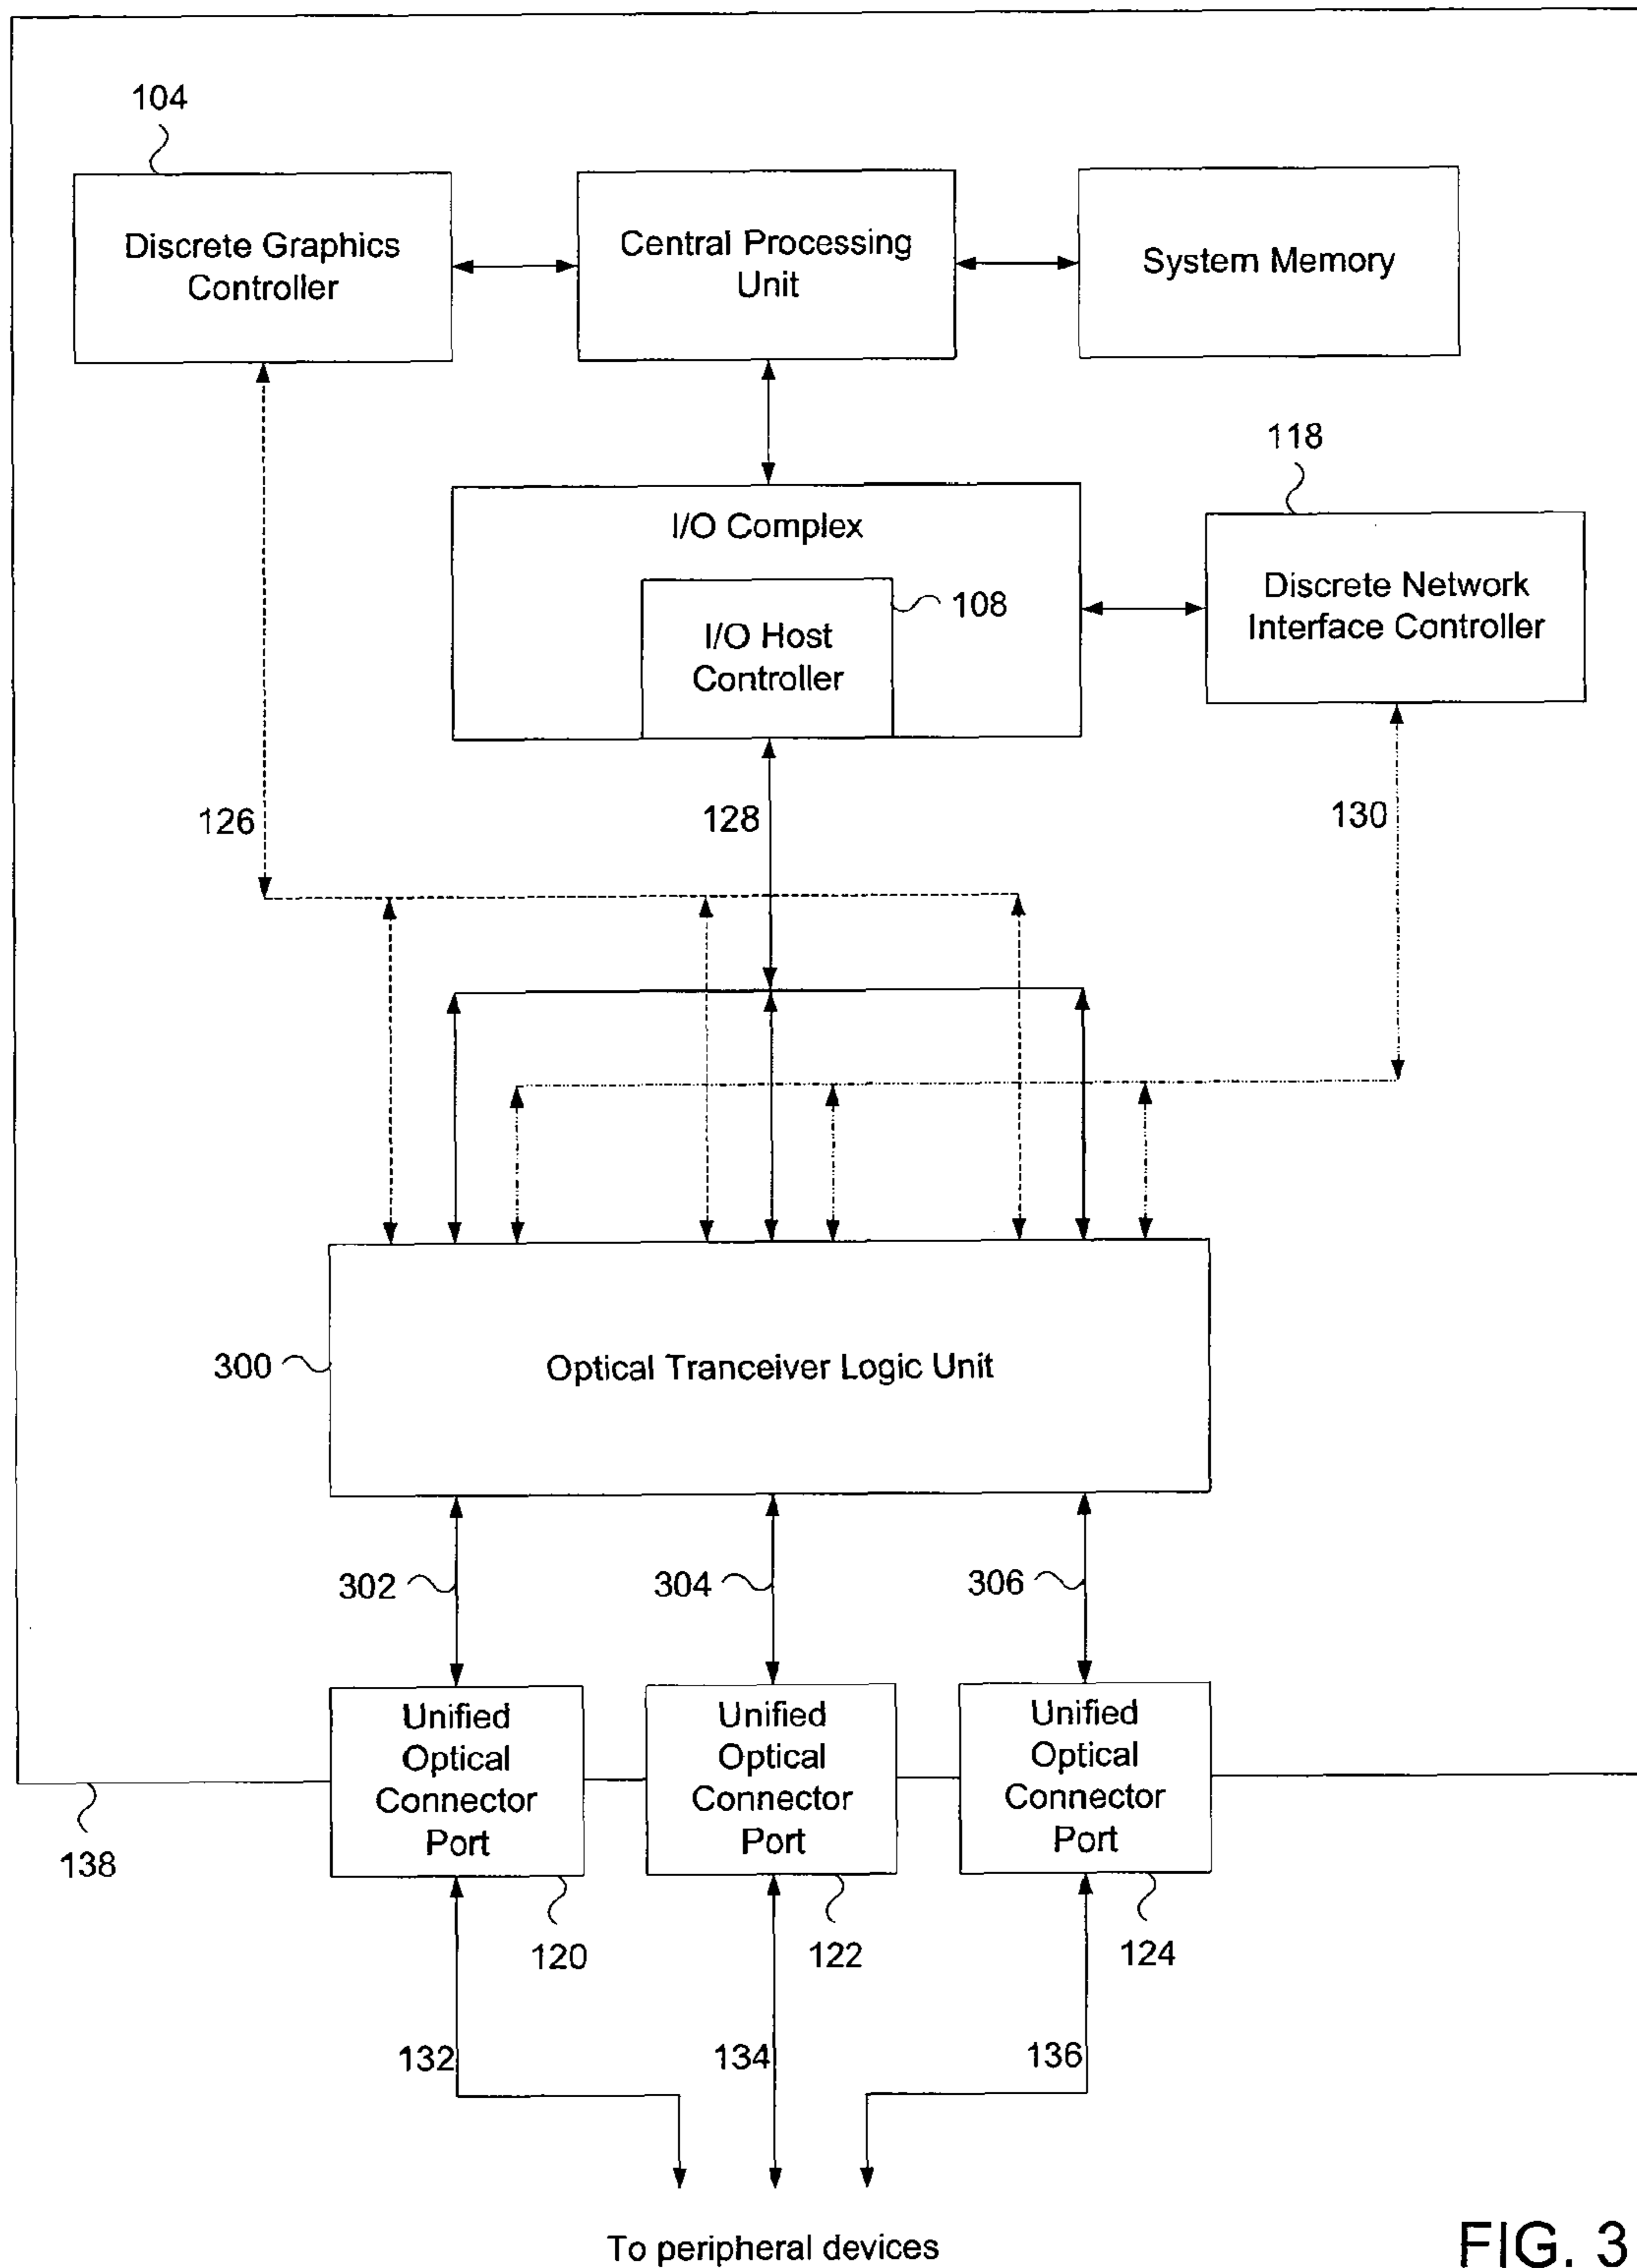 104
Discrete Graphics
Controller
Central Processing
Unit
System Memory
118
I/O Complex
108
I/O Host
Controller
Discrete Network
Interface Controller
126
128
130
300
Optical Tranceiver Logic Unit
302
304
306
Unified
Optical
Connector
Port
Unified
Optical
Connector
Port
Unified
Optical
Connector
Port
138
120
122
124
132
134
136
To peripheral devices
FIG. 3